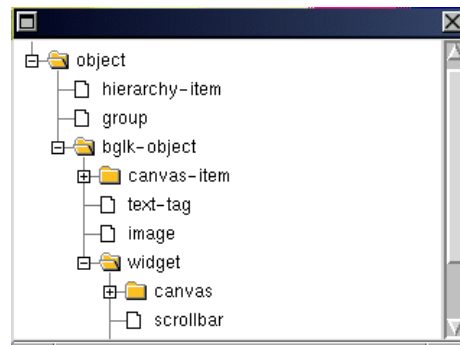 object
hierarchy-item
group
bglk-object
canvas-item
text-tag
image
widget
canvas
scrollbar